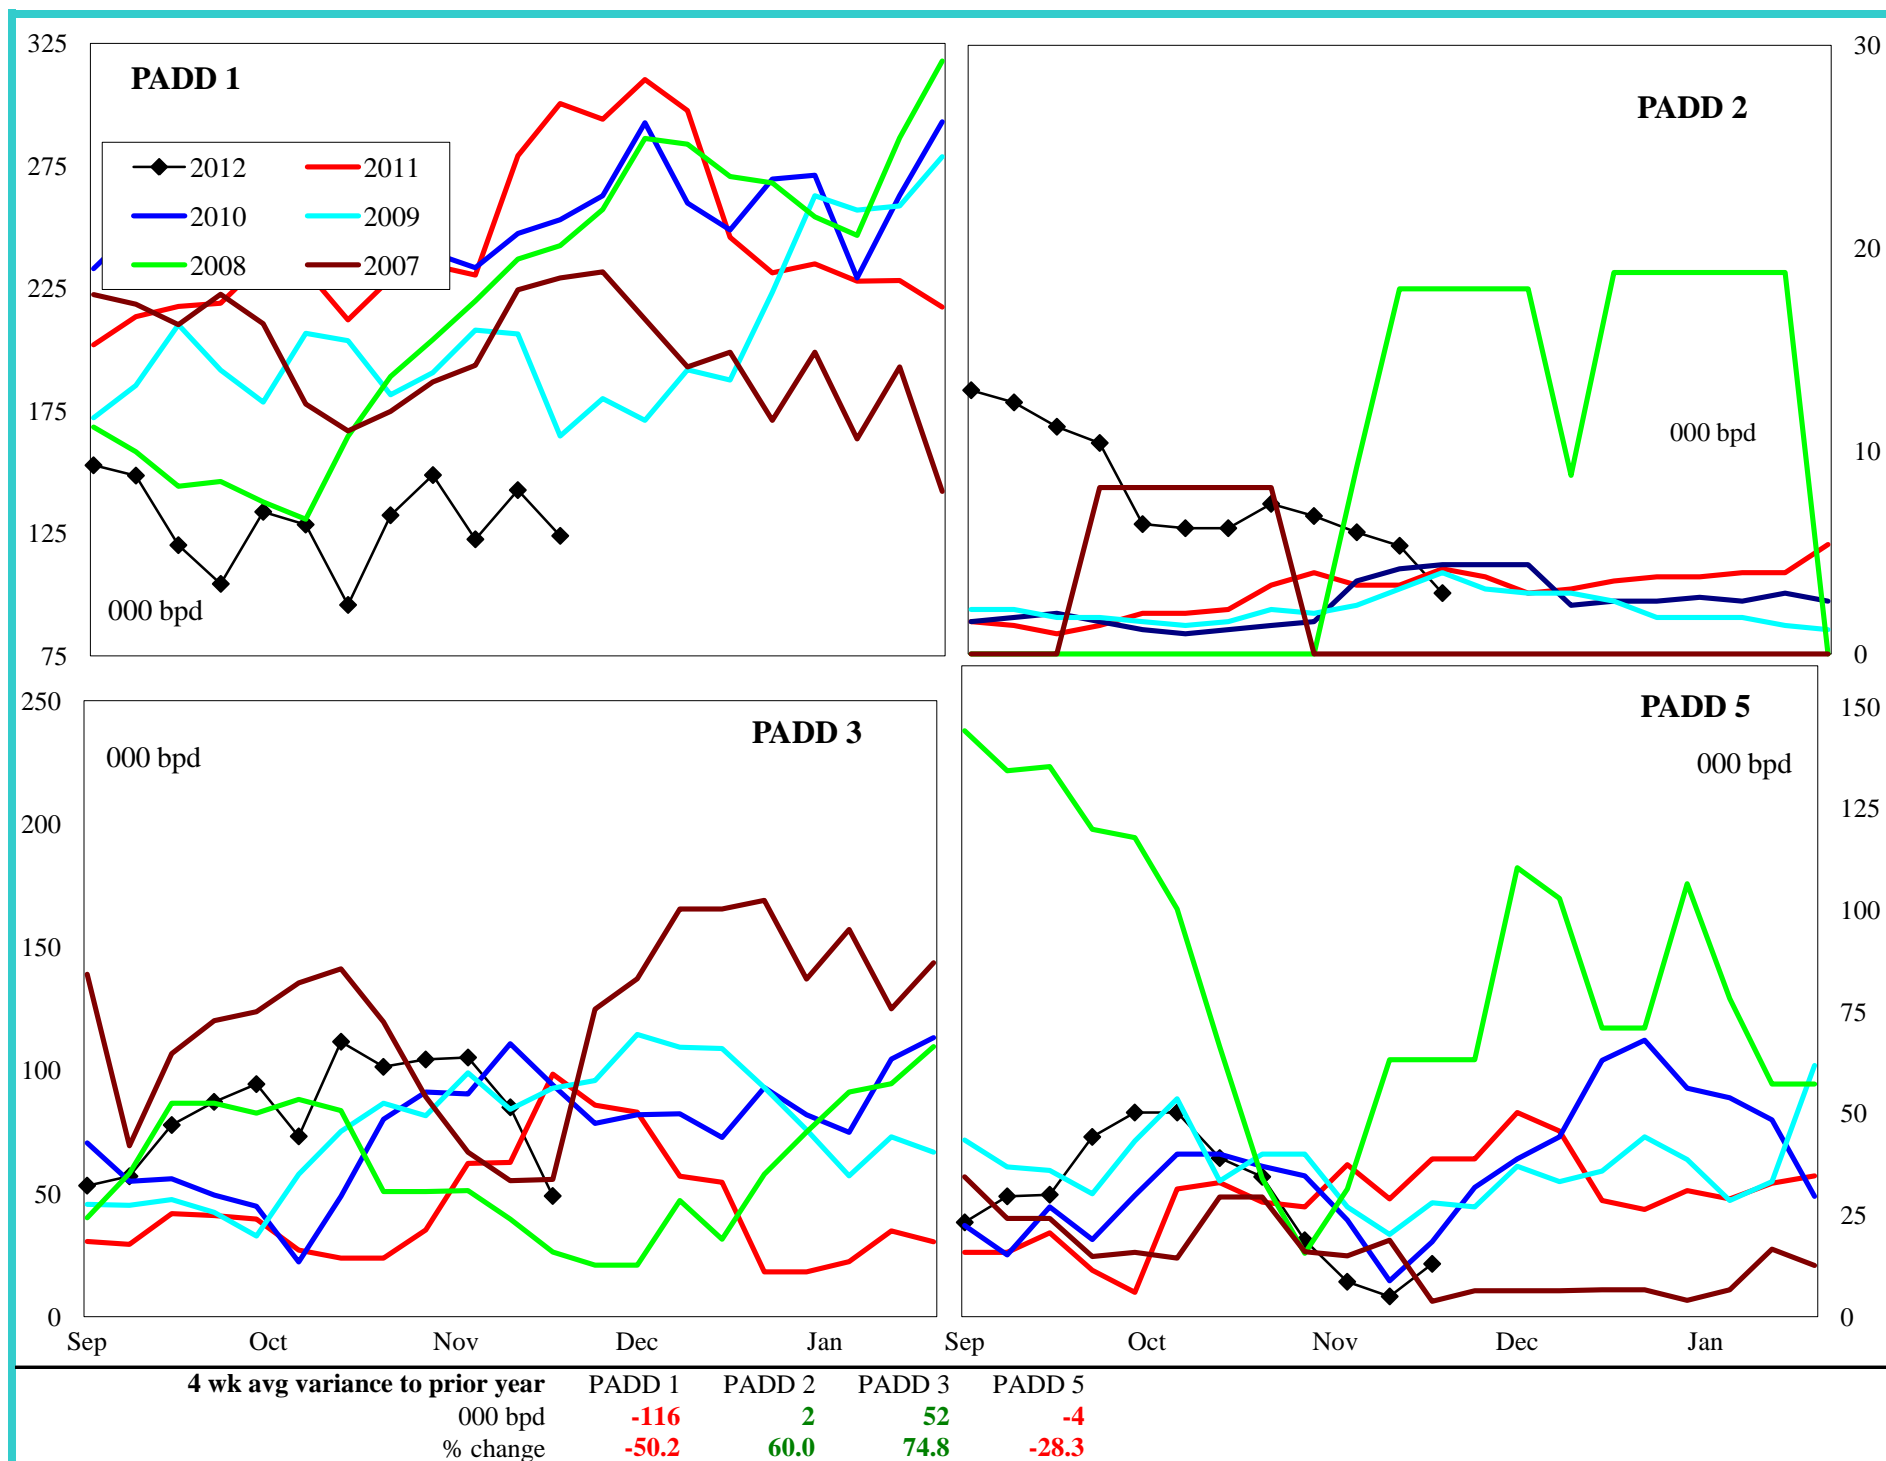 325
275
225
175
125
75
PADD 1
2012 2011
2010 2009
2008 2007
000 bpd
PADD 2
000 bpd
30
20
10
0
250
200
150
100
50
0
PADD 3
000 bpd
Sep Oct Nov Dec Jan
PADD 5
000 bpd
150
125
100
75
50
25
0
Sep Oct Nov Dec Jan
4 wk avg variance to prior year PADD 1 PADD 2 PADD 3 PADD 5
000 bpd -116 2 52 -4
% change -50.2 60.0 74.8 -28.3